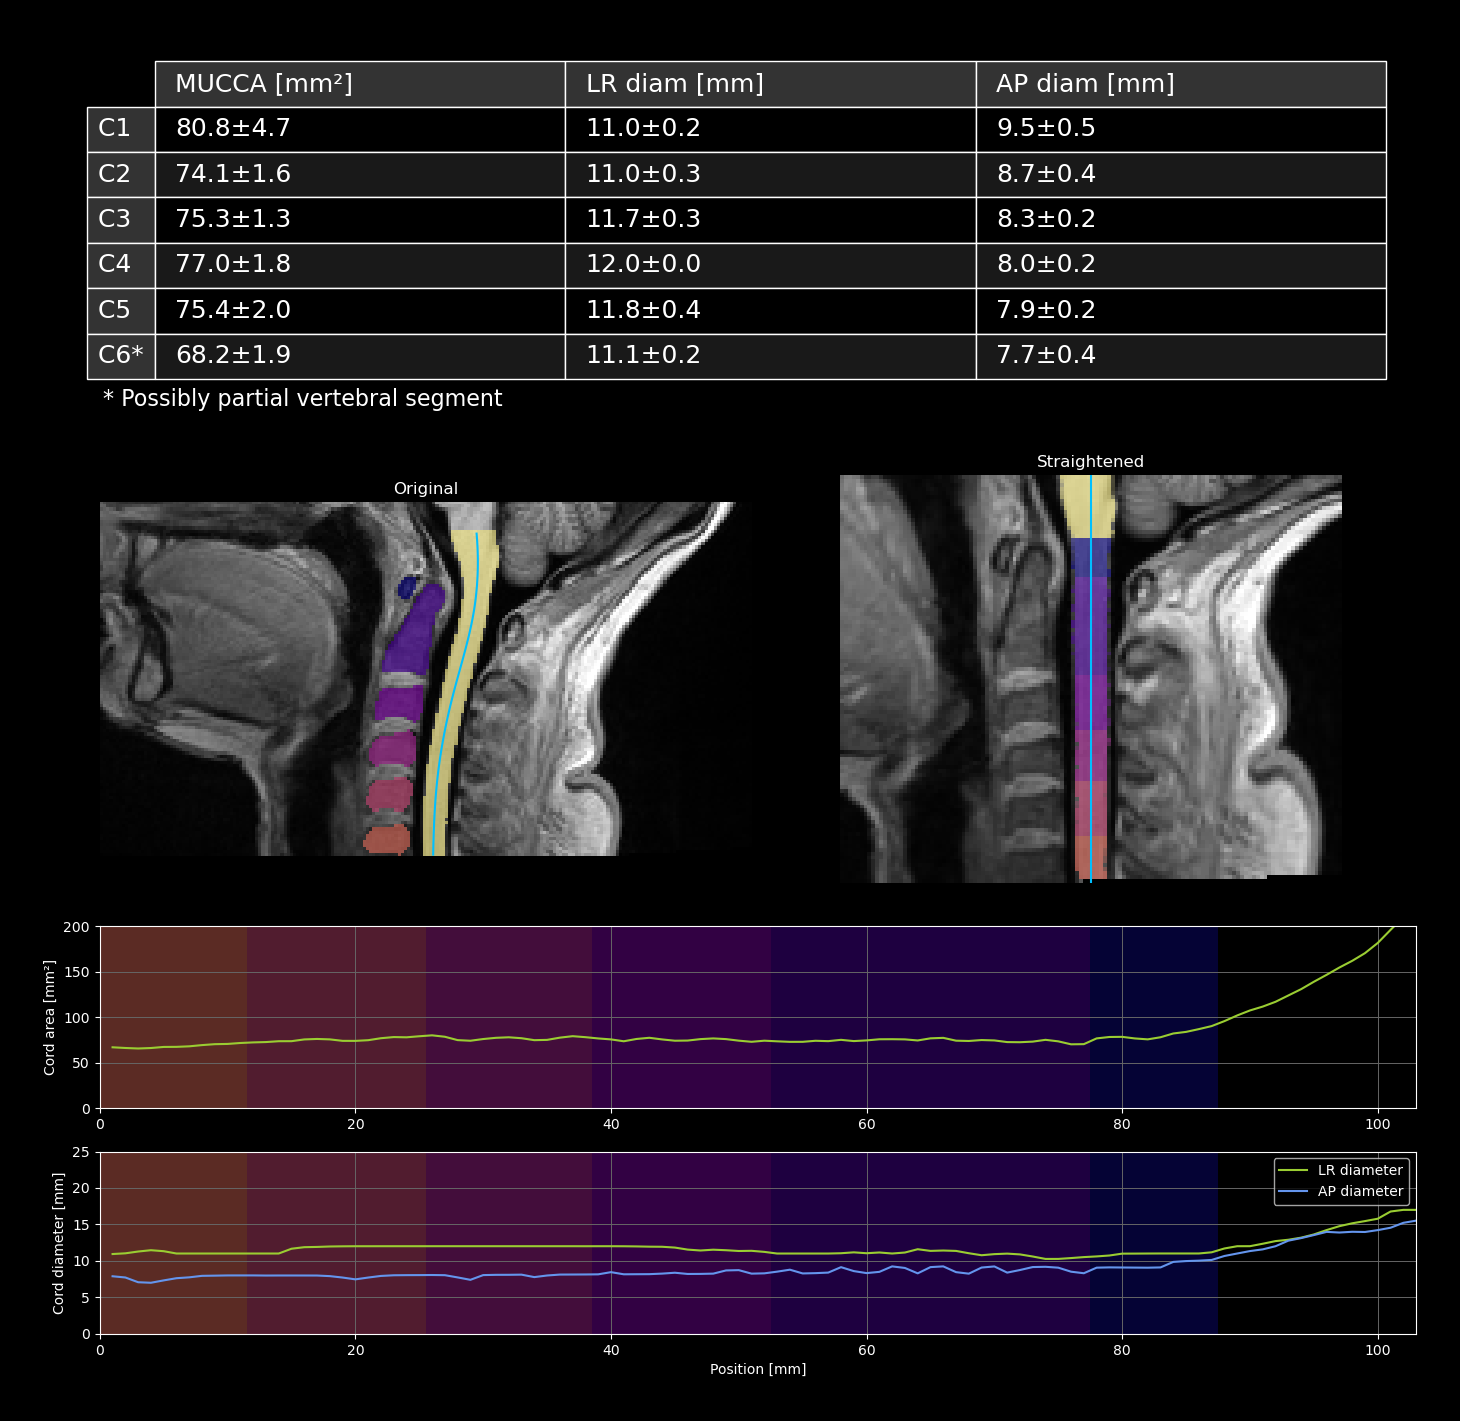 MUCCA [mm²] LR diam [mm] AP diam [mm]
C1 80.8±4.7 11.0±0.2 9.5±0.5
C2 74.1±1.6 11.0±0.3 8.7±0.4
C3 75.3±1.3 11.7±0.3 8.3±0.2
C4 77.0±1.8 12.0±0.0 8.0±0.2
C5 75.4±2.0 11.8±0.4 7.9±0.2
C6* 68.2±1.9 11.1±0.2 7.7±0.4
* Possibly partial vertebral segment
Original
Straightened
Cord area [mm²]
200
150
100
50
0
0 20 40 60 80 100
Cord diameter [mm]
25
20
15
10
5
0
LR diameter
AP diameter
0 20 40 60 80 100
Position [mm]